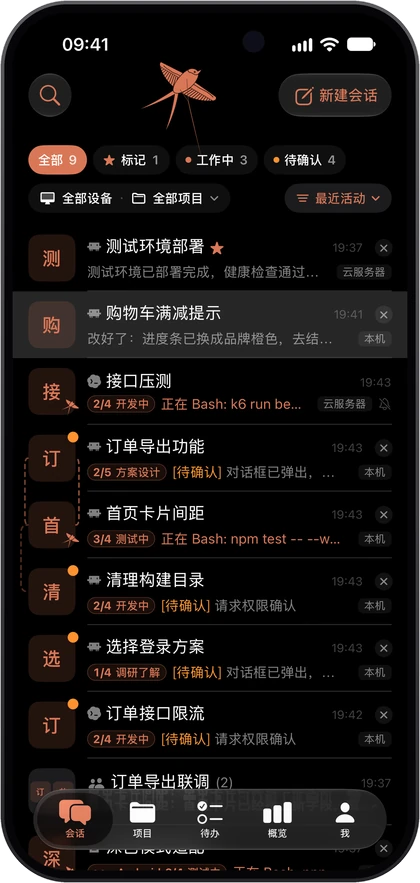 09:41
新建会话
全部 9
标记 1
工作中 3
待确认 4
全部设备 · 全部项目
最近活动
测
测试环境部署
19:37
测试环境已部署完成，健康检查通过…
云服务器
购
购物车满减提示
19:41
改好了：进度条已换成品牌橙色，去结…
本机
接
接口压测
19:43
2/4 开发中
正在 Bash: k6 run be...
云服务器
订
订单导出功能
19:43
2/5 方案设计
[待确认] 对话框已弹出，…
本机
首
首页卡片间距
19:43
3/4 测试中
正在 Bash: npm test -- --w...
本机
清
清理构建目录
19:43
2/4 开发中
[待确认] 请求权限确认
本机
选
选择登录方案
19:43
1/4 调研了解
[待确认] 对话框已弹出，…
本机
订
订单接口限流
19:42
2/4 开发中
[待确认] 请求权限确认
本机
订单导出联调 (2)
19:37
会话
项目
待办
概览
我
深